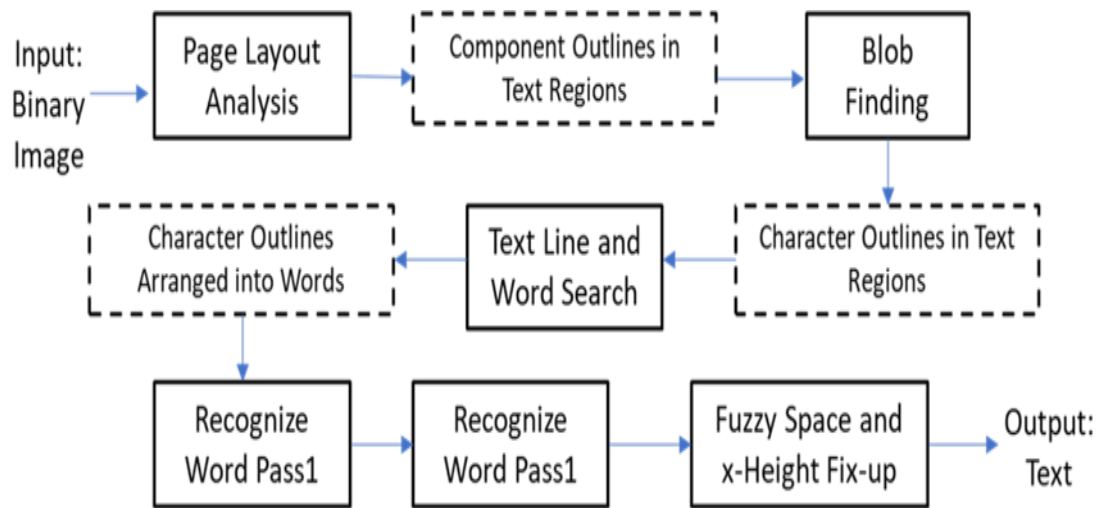 Input:
Binary
Image
Page Layout
Analysis
Component Outlines in
Text Regions
Blob
Finding
Character Outlines in Text
Regions
Text Line and
Word Search
Character Outlines
Arranged into Words
Recognize
Word Pass1
Recognize
Word Pass1
Fuzzy Space and
x-Height Fix-up
Output:
Text